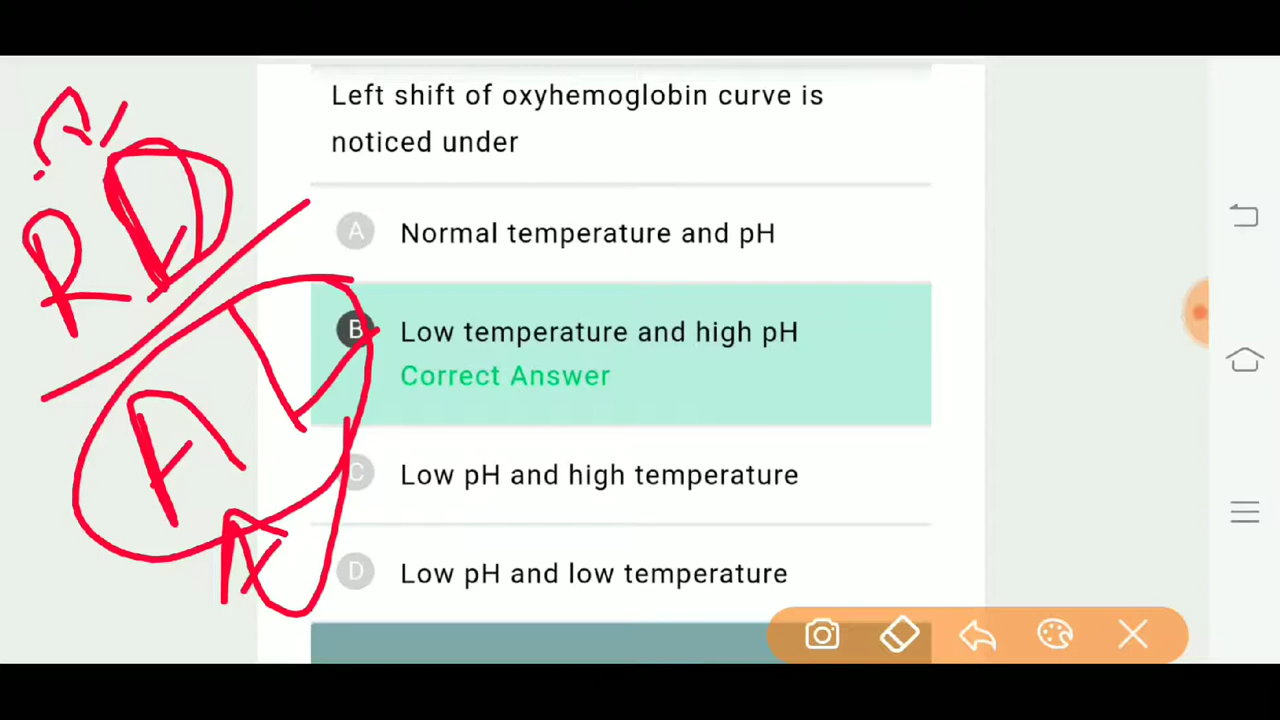 Left shift of oxyhemoglobin curve is
noticed under
A Normal temperature and pH
B Low temperature and high pH
Correct Answer
C Low pH and high temperature
D Low pH and low temperature